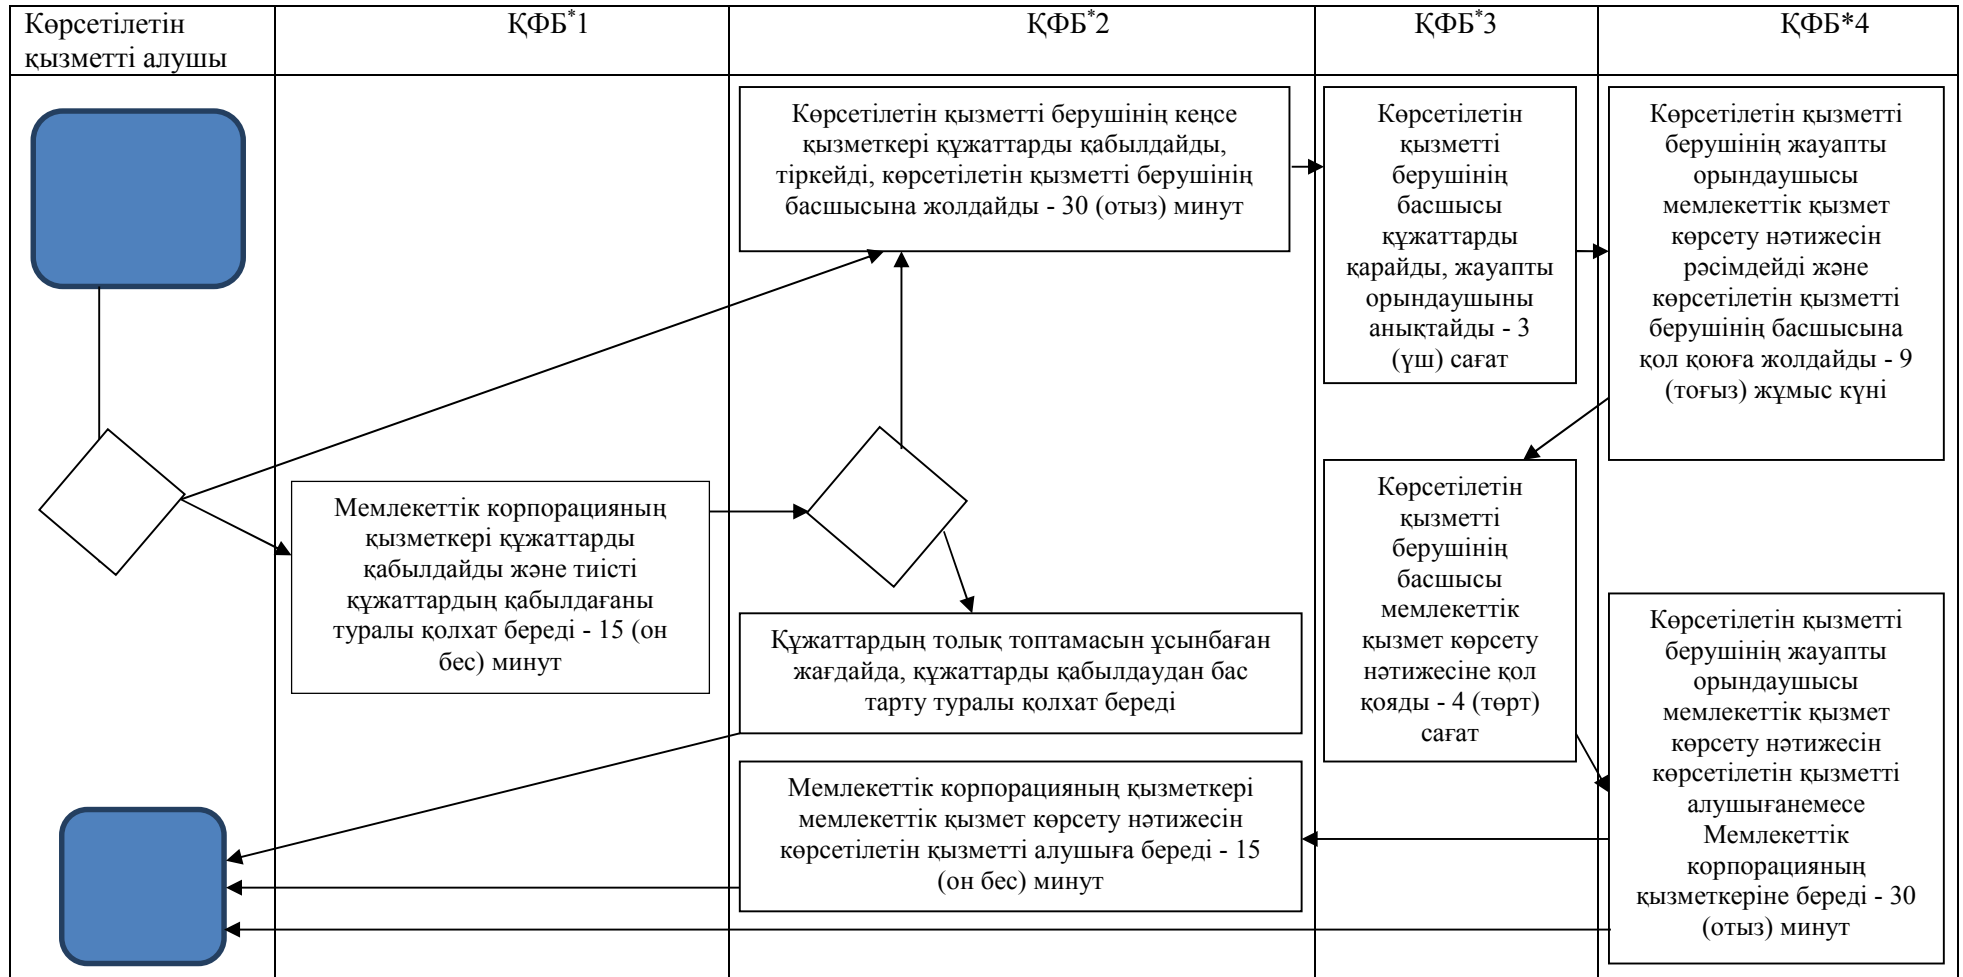 Көрсетілетін
қызметті алушы
ҚФБ*1
ҚФБ*2
ҚФБ*3
ҚФБ*4
Көрсетілетін қызметті берушінің кеңсе
қызметкері құжаттарды қабылдайды,
тіркейді, көрсетілетін қызметті берушінің
басшысына жолдайды - 30 (отыз) минут
Көрсетілетін
қызметті
берушінің
басшысы
құжаттарды
қарайды, жауапты
орындаушыны
анықтайды - 3
(үш) сағат
Көрсетілетін қызметті
берушінің жауапты
орындаушысы
мемлекеттік қызмет
көрсету нәтижесін
рәсімдейді және
көрсетілетін қызметті
берушінің басшысына
қол қоюға жолдайды - 9
(тоғыз) жұмыс күні
Мемлекеттік корпорацияның
қызметкері құжаттарды
қабылдайды және тиісті
құжаттардың қабылдағаны
туралы қолхат береді - 15 (он
бес) минут
Құжаттардың толық топтамасын ұсынбаған
жағдайда, құжаттарды қабылдаудан бас
тарту туралы қолхат береді
Көрсетілетін
қызметті
берушінің
басшысы
мемлекеттік
қызмет көрсету
нәтижесіне қол
қояды - 4 (төрт)
сағат
Мемлекеттік корпорацияның қызметкері
мемлекеттік қызмет көрсету нәтижесін
көрсетілетін қызметті алушыға береді - 15
(он бес) минут
Көрсетілетін қызметті
берушінің жауапты
орындаушысы
мемлекеттік қызмет
көрсету нәтижесін
көрсетілетін қызметті
алушығанемесе
Мемлекеттік
корпорацияның
қызметкеріне береді - 30
(отыз) минут